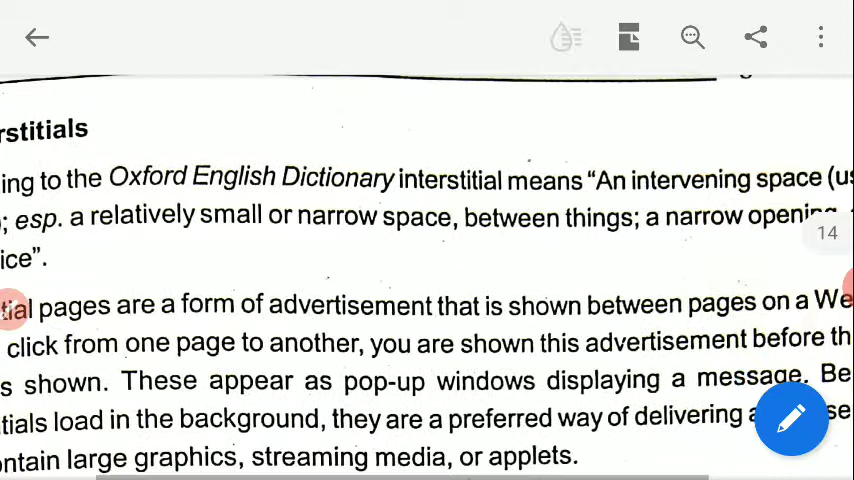 rstitials
ing to the Oxford English Dictionary interstitial means "An intervening space (us
; esp. a relatively small or narrow space, between things; a narrow opening,
14
ice".
tial pages are a form of advertisement that is shown between pages on a We
click from one page to another, you are shown this advertisement before th
s shown. These appear as pop-up windows displaying a message. Be
tials load in the background, they are a preferred way of delivering
ontain large graphics, streaming media, or applets.